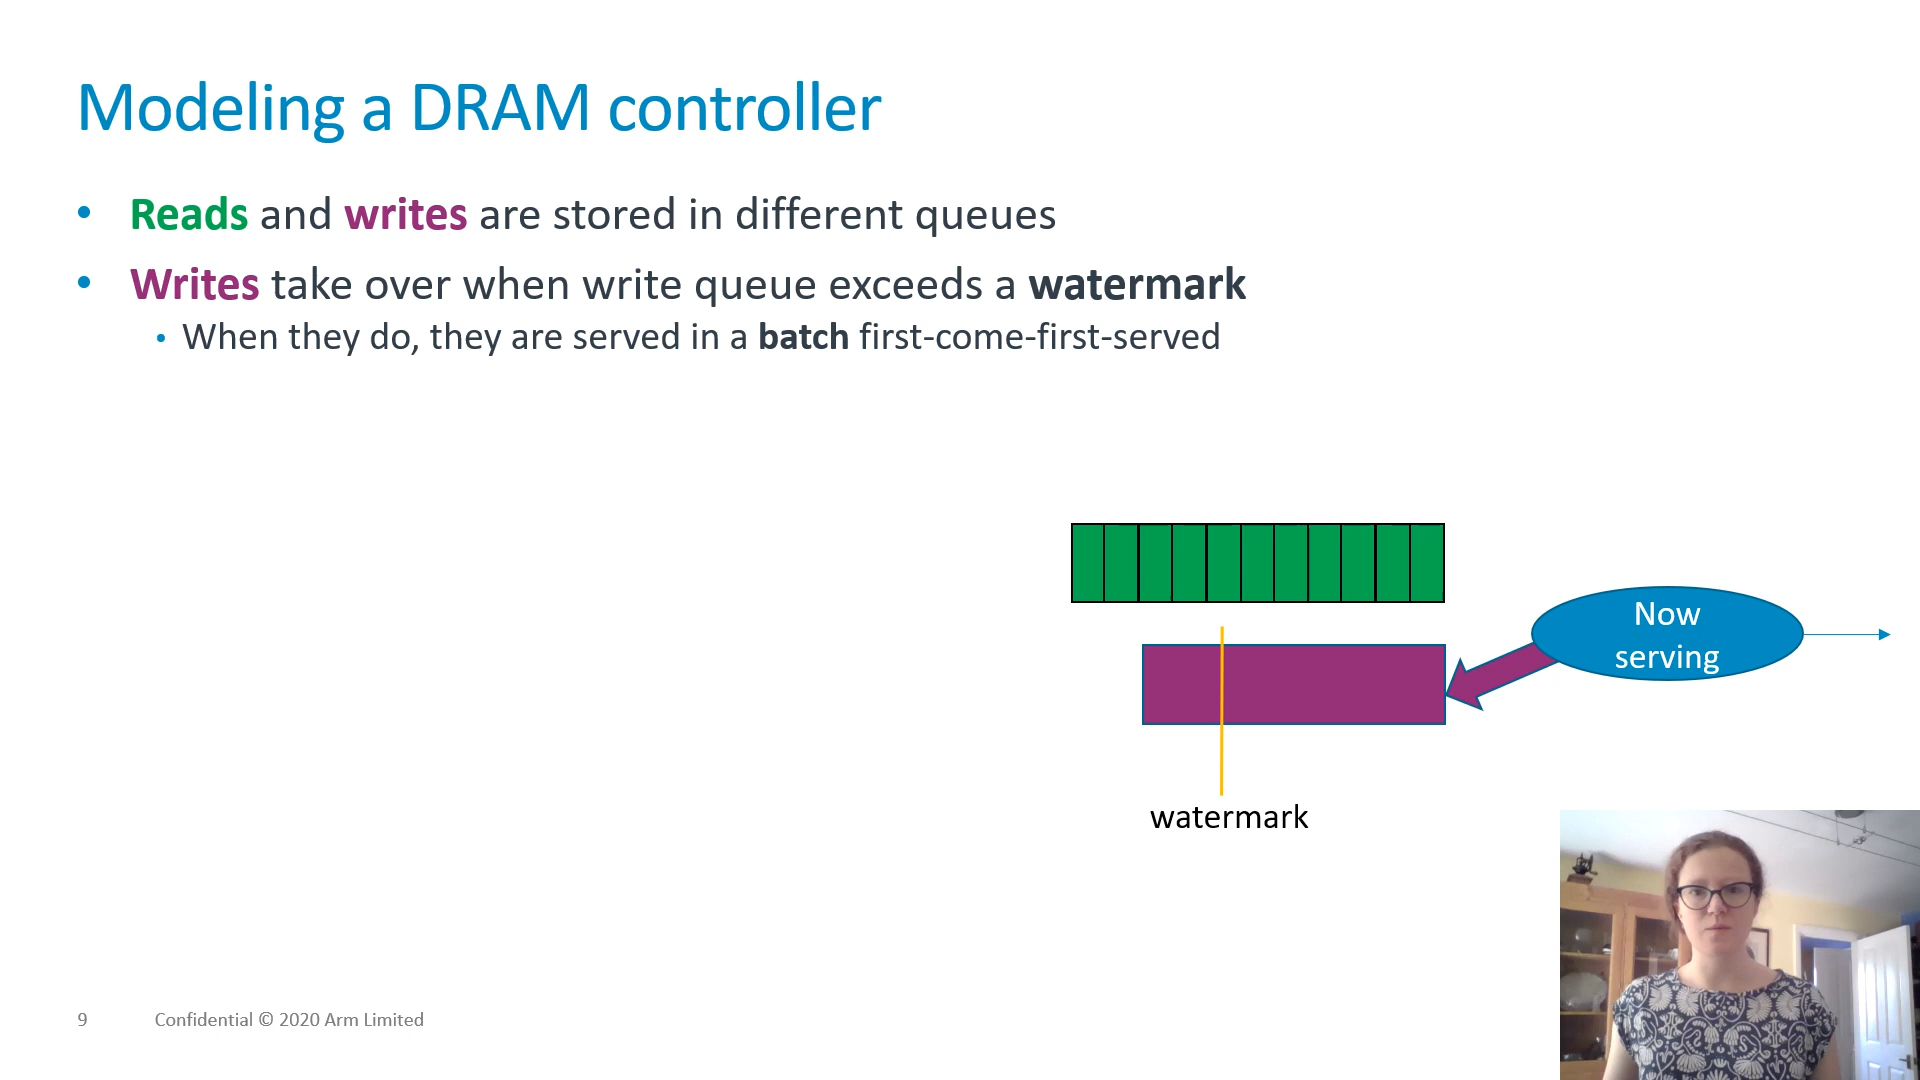 Modeling a DRAM controller
• Reads and writes are stored in different queues
• Writes take over when write queue exceeds a watermark
• When they do, they are served in a batch first-come-first-served
Now
serving
watermark
9 Confidential © 2020 Arm Limited